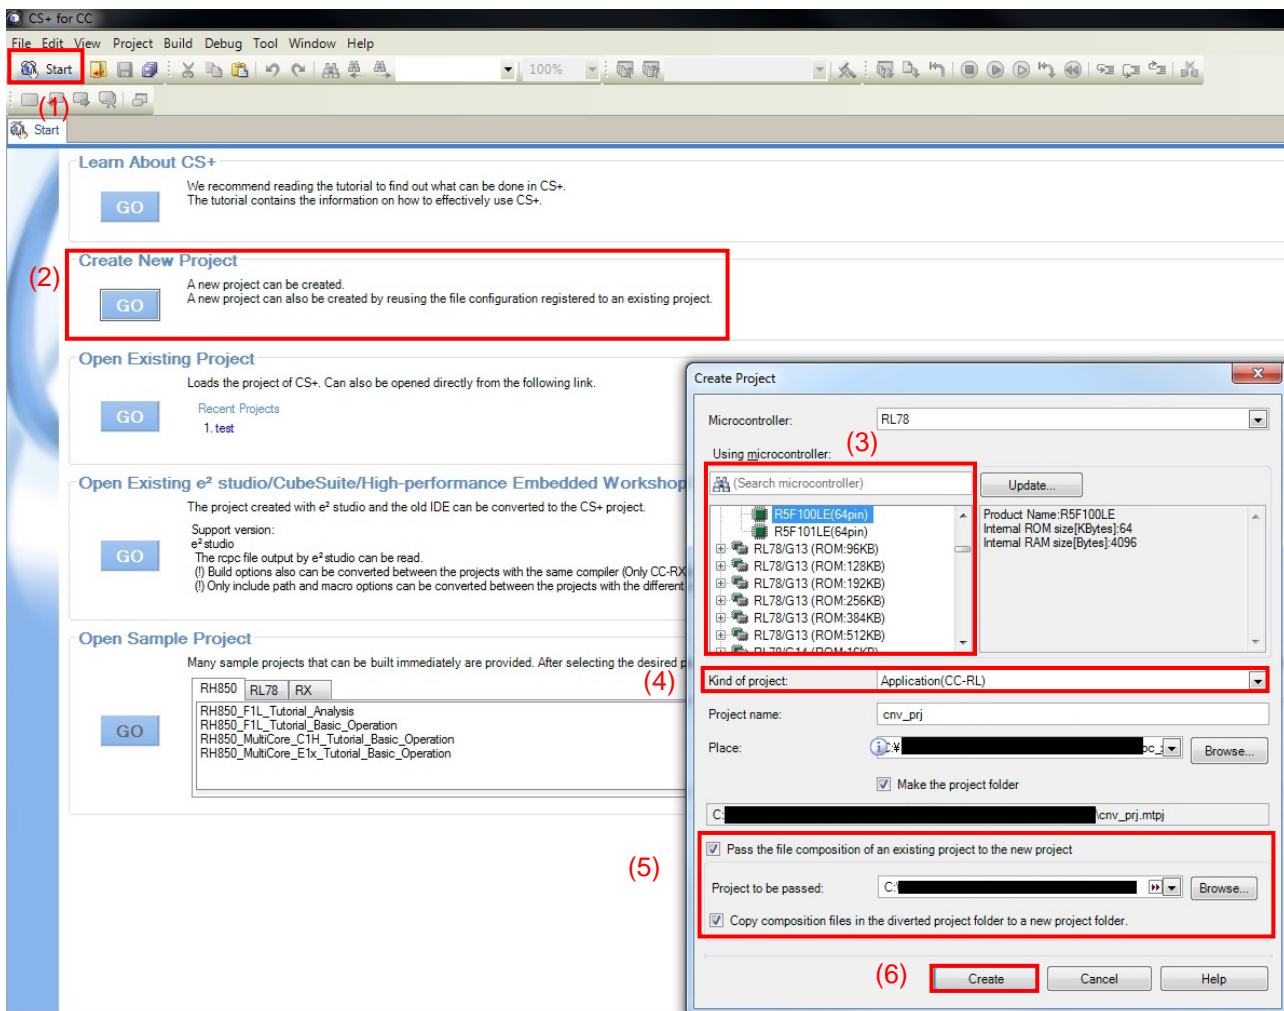 CS+ for CC
File Edit View Project Build Debug Tool Window Help
Start 100%
(1)
Start
Learn About CS+
GO
We recommend reading the tutorial to find out what can be done in CS+.
The tutorial contains the information on how to effectively use CS+.
(2)
Create New Project
GO
A new project can be created.
A new project can also be created by reusing the file configuration registered to an existing project.
Open Existing Project
GO
Loads the project of CS+. Can also be opened directly from the following link.
Recent Projects
1. test
Open Existing e² studio/CubeSuite/High-performance Embedded Workshop
GO
The project created with e² studio and the old IDE can be converted to the CS+ project.
Support version:
e² studio
The rcpc file output by e² studio can be read.
(!) Build options also can be converted between the projects with the same compiler (Only CC-RX
(!) Only include path and macro options can be converted between the projects with the different
Open Sample Project
GO
Many sample projects that can be built immediately are provided. After selecting the desired p
RH850 RL78 RX
RH850_F1L_Tutorial_Analysis
RH850_F1L_Tutorial_Basic_Operation
RH850_MultiCore_C1H_Tutorial_Basic_Operation
RH850_MultiCore_E1x_Tutorial_Basic_Operation
Create Project
Microcontroller: RL78
(3)
Using microcontroller:
(Search microcontroller)
Update...
R5F100LE(64pin)
R5F101LE(64pin)
RL78/G13 (ROM:96KB)
RL78/G13 (ROM:128KB)
RL78/G13 (ROM:192KB)
RL78/G13 (ROM:256KB)
RL78/G13 (ROM:384KB)
RL78/G13 (ROM:512KB)
RL78/G14 (ROM:16KB)
Product Name:R5F100LE
Internal ROM size[KBytes]:64
Internal RAM size[Bytes]:4096
(4)
Kind of project: Application(CC-RL)
Project name: cnv_prj
Place: C:¥ Browse...
Make the project folder
C: \cnv_prj.mtpj
(5)
Pass the file composition of an existing project to the new project
Project to be passed: C:\ Browse...
Copy composition files in the diverted project folder to a new project folder.
(6)
Create Cancel Help